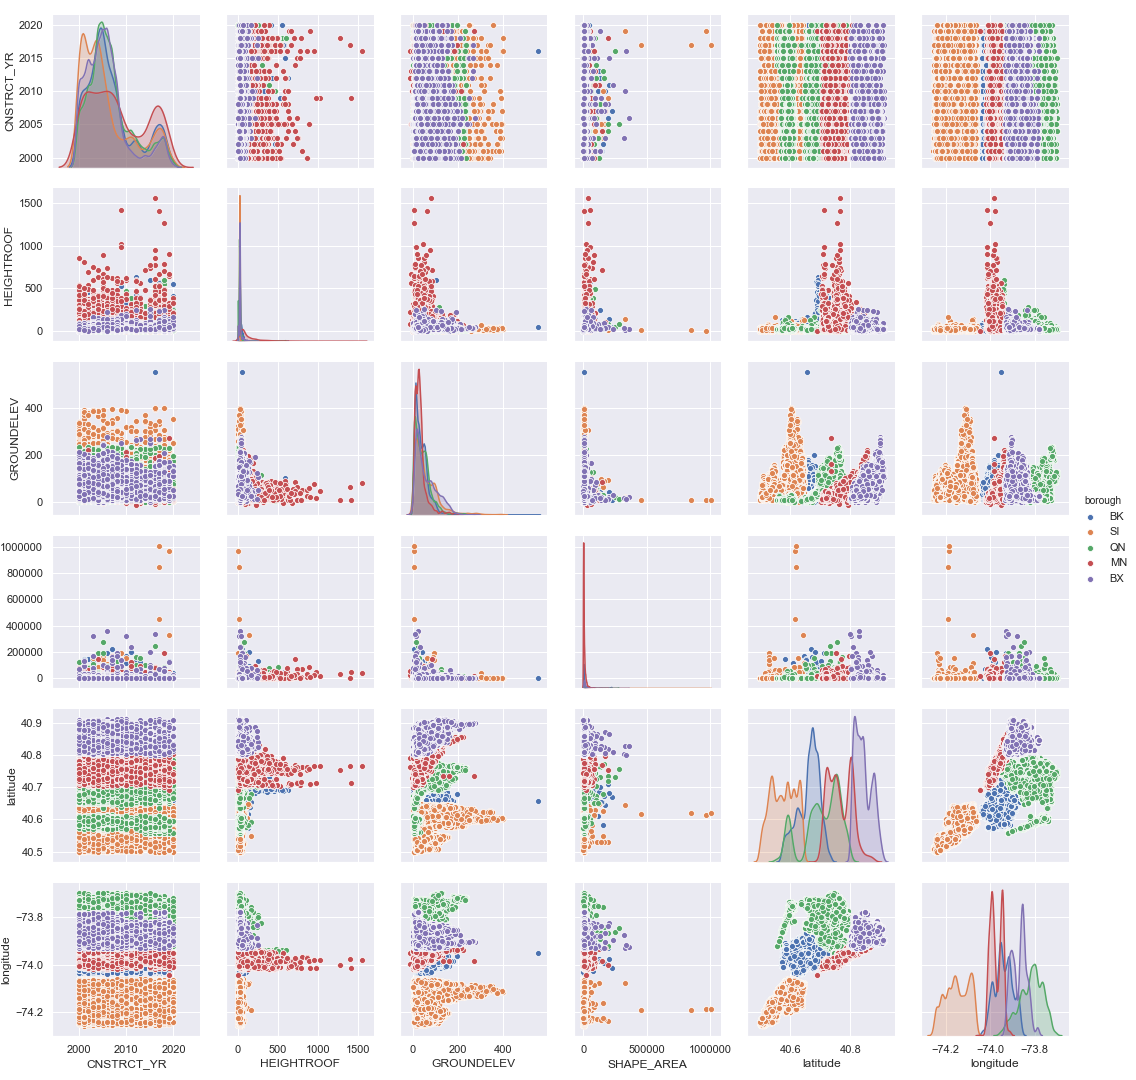 2020
2015
2010
2005
2000
CNSTRCT_YR
1500
1000
500
0
HEIGHTROOF
400
200
0
GROUNDELEV
borough
BK
SI
QN
MN
BX
1000000
800000
600000
400000
200000
0
SHAPE_AREA
40.9
40.8
40.7
40.6
40.5
latitude
−73.8
−74.0
−74.2
longitude
2000 2010 2020
CNSTRCT_YR
0 500 1000 1500
HEIGHTROOF
0 200 400
GROUNDELEV
0 500000 1000000
SHAPE_AREA
40.6 40.8
latitude
−74.2 −74.0 −73.8
longitude